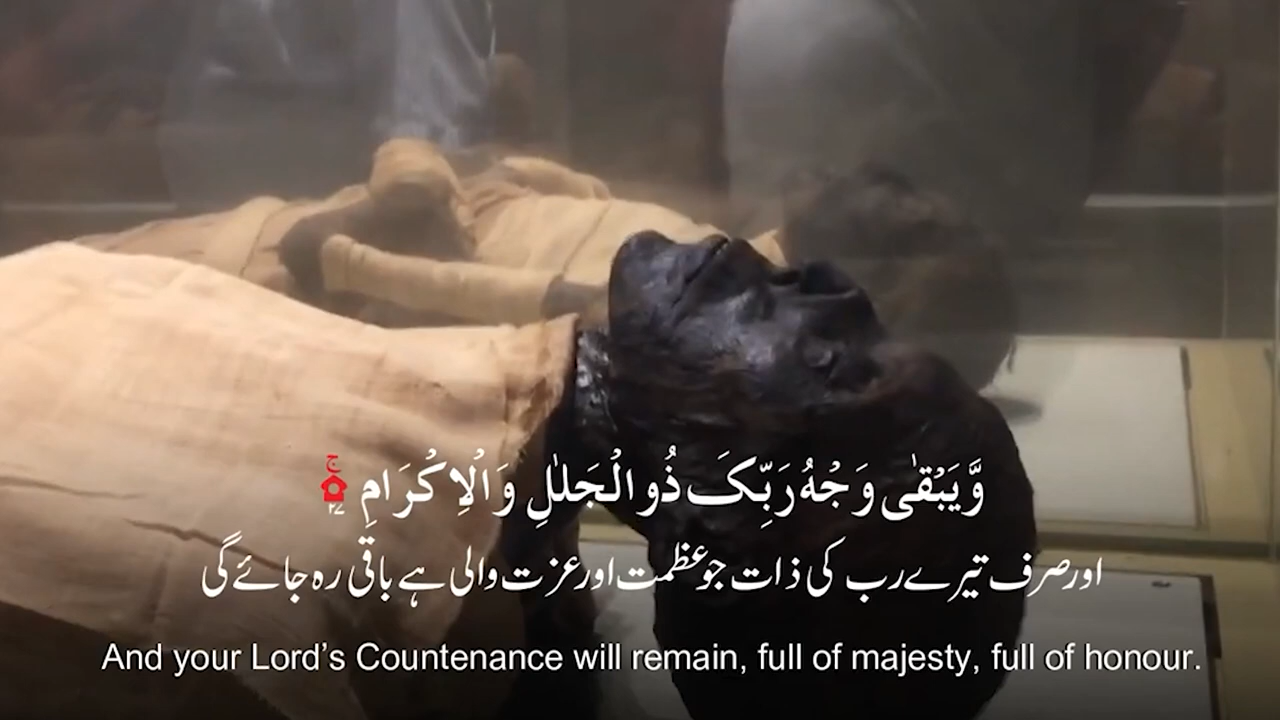 وَّيَبۡقٰى وَجۡهُ رَبِّكَ ذُو الۡجَلٰلِ وَالۡاِكۡرَامِ ۚ ۲۷
اور صرف تیرے رب کی ذات جو عظمت اور عزت والی ہے باقی رہ جائے گی
And your Lord’s Countenance will remain, full of majesty, full of honour.